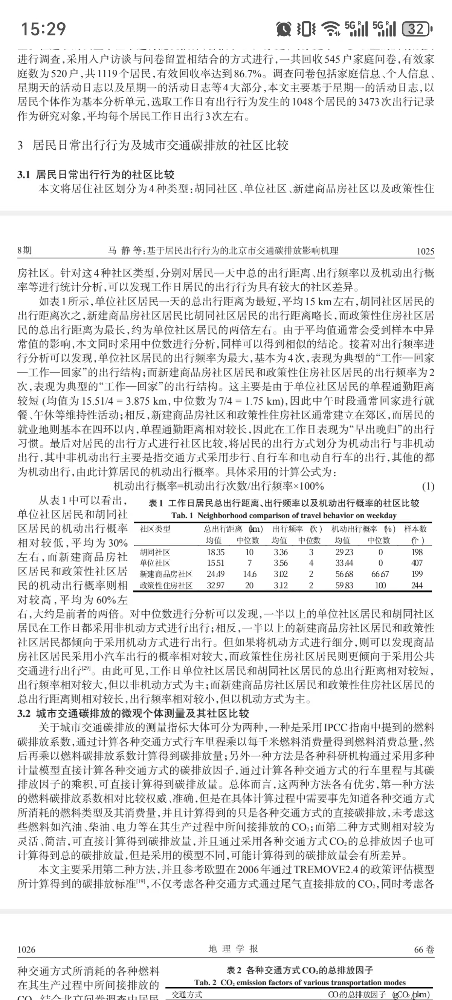 15:29
5G R 5G R 32
进行调查,采用入户访谈与问卷留置相结合的方式进行,一共回收545户家庭问卷,有效家
庭数为520户,共1119个居民,有效回收率达到86.7%。调查问卷包括家庭信息、个人信息、
星期天的活动日志以及星期一的活动日志等4大部分,本文主要基于星期一的活动日志,以
居民个体作为基本分析单元,选取工作日有出行行为发生的1048个居民的3473次出行记录
作为研究对象,平均每个居民工作日出行3次左右。
3 居民日常出行行为及城市交通碳排放的社区比较
3.1 居民日常出行行为的社区比较
本文将居住社区划分为4种类型:胡同社区、单位社区、新建商品房社区以及政策性住
8期 马 静 等:基于居民出行行为的北京市交通碳排放影响机理 1025
房社区。针对这4种社区类型,分别对居民一天中总的出行距离、出行频率以及机动出行概
率等进行统计分析,可以发现工作日居民的出行行为具有较大的社区差异。
如表1所示,单位社区居民一天的总出行距离为最短,平均15 km左右,胡同社区居民的
出行距离次之,新建商品房社区居民比胡同社区居民的出行距离略长,而政策性住房社区居
民的总出行距离为最长,约为单位社区居民的两倍左右。由于平均值通常会受到样本中异
常值的影响,本文同时采用中位数进行分析,同样可以得到相似的结论。接着对出行频率进
行分析可以发现,单位社区居民的出行频率为最大,基本为4次,表现为典型的“工作—回家
—工作—回家”的出行结构;而新建商品房社区居民和政策性住房社区居民的出行频率为2
次,表现为典型的“工作—回家”的出行结构。这主要是由于单位社区居民的单程通勤距离
较短 (均值为 15.51/4 = 3.875 km,中位数为 7/4 = 1.75 km),因此中午时段通常回家进行就
餐、午休等维持性活动;相反,新建商品房社区和政策性住房社区通常建立在郊区,而居民的
就业地则基本在四环以内,单程通勤距离相对较长,因此在工作日表现为“早出晚归”的出行
习惯。最后对居民的出行方式进行社区比较,将居民的出行方式划分为机动出行与非机动
出行,其中非机动出行主要是指交通方式采用步行、自行车和电动自行车的出行,其他的都
为机动出行,由此计算居民的机动出行概率。具体采用的计算公式为:
机动出行概率=机动出行次数/出行频率×100% (1)
从表1中可以看出,
单位社区居民和胡同社
区居民的机动出行概率
相对较低,平均为30%
左右,而新建商品房社
区居民和政策性社区居
民的机动出行概率则相
对较高,平均为60%左
表1 工作日居民总出行距离、出行频率以及机动出行概率的社区比较
Tab. 1 Neighborhood comparison of travel behavior on weekday
社区类型 总出行距离 (km) 出行频率 (次) 机动出行概率 (%) 样本数
均值 中位数 均值 中位数 均值 中位数 (个)
胡同社区 18.35 10 3.36 3 29.23 0 198
单位社区 15.51 7 3.56 4 33.44 0 407
新建商品房社区 24.49 14.6 3.02 2 56.68 66.67 199
政策性住房社区 32.97 20 3.12 2 59.83 100 244
右,大约是前者的两倍。对中位数进行分析可以发现,一半以上的单位社区居民和胡同社区
居民在工作日都采用非机动方式进行出行;相反,一半以上的新建商品房社区居民和政策性
社区居民都倾向于采用机动方式进行出行。但如果将机动方式进行细分,则可以发现商品
房社区居民采用小汽车出行的概率相对较大,而政策性住房社区居民则更倾向于采用公共
交通进行出行[29]。由此可见,工作日单位社区居民和胡同社区居民的总出行距离相对较短,
出行频率相对较大,但以非机动方式为主;而新建商品房社区居民和政策性住房社区居民的
总出行距离则相对较长,出行频率相对较小,但以机动方式为主。
3.2 城市交通碳排放的微观个体测量及其社区比较
关于城市交通碳排放的测量指标大体可分为两种,一种是采用IPCC指南中提到的燃料
碳排放系数,通过计算各种交通方式行车里程乘以每千米燃料消费量得到燃料消费总量,然
后再乘以燃料碳排放系数计算得到碳排放量;另外一种方法是各种科研机构通过采用多种
计量模型直接计算各种交通方式的碳排放因子,通过计算各种交通方式的行车里程与其碳
排放因子的乘积,可直接计算得到碳排放量。总体而言,这两种方法各有优劣,第一种方法
的燃料碳排放系数相对比较权威、准确,但是在具体计算过程中需要事先知道各种交通方式
所消耗的燃料类型及其消费量,并且计算得到的只是各种交通方式的直接碳排放,未考虑这
些燃料如汽油、柴油、电力等在其生产过程中所间接排放的CO₂;而第二种方式则相对较为
灵活、简洁,可直接计算得到碳排放量,并且通过采用各种交通方式CO₂的总排放因子也可
计算得到总的碳排放量,但是采用的模型不同,可能计算得到的碳排放量会有所差异。
本文主要采用第二种方法,并且参考欧盟在2006年通过TREMOVE2.4的政策评估模型
所计算得到的碳排放标准[19],不仅考虑各种交通方式通过尾气直接排放的CO₂,同时考虑各
1026 地 理 学 报 66 卷
种交通方式所消耗的各种燃料
在其生产过程中所间接排放的
CO₂,结合北京问卷调查中居民
表2 各种交通方式CO₂的总排放因子
Tab. 2 CO₂ emission factors of various transportation modes
交通方式 CO₂的总排放因子 (gCO₂/pkm)